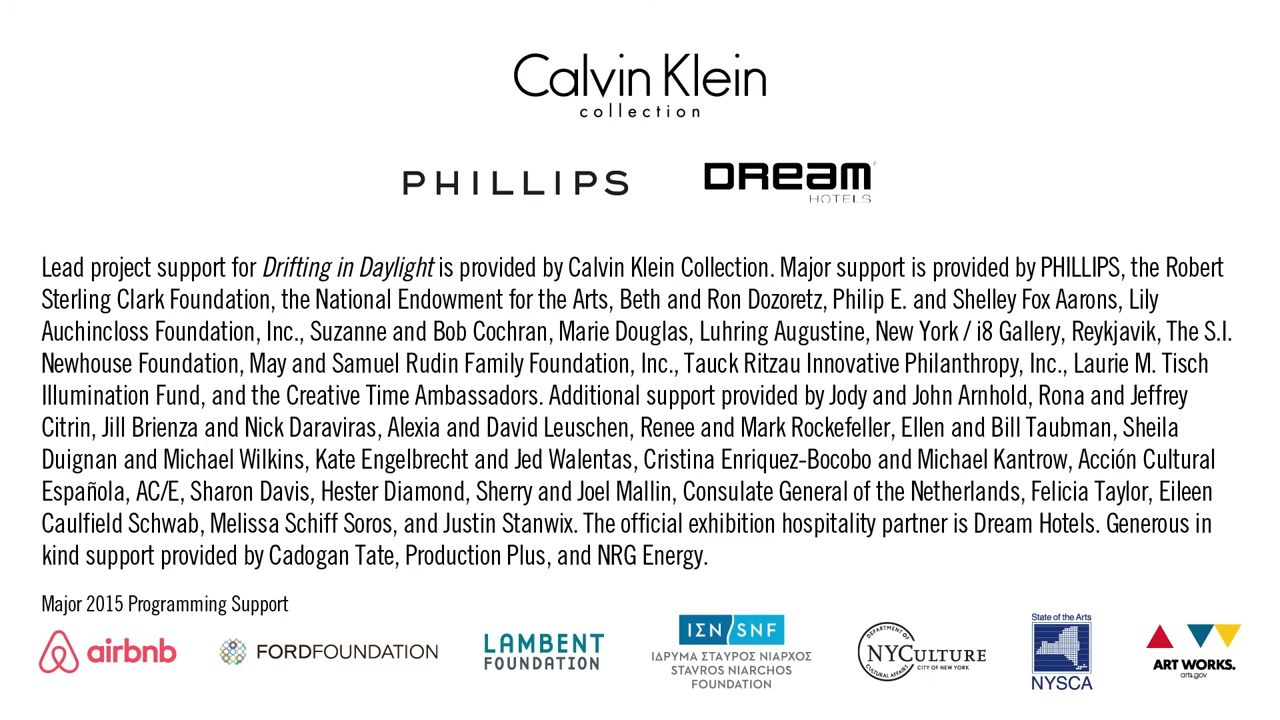 Calvin Klein
collection
PHILLIPS
DREAM
HOTELS
Lead project support for Drifting in Daylight is provided by Calvin Klein Collection. Major support is provided by PHILLIPS, the Robert
Sterling Clark Foundation, the National Endowment for the Arts, Beth and Ron Dozoretz, Philip E. and Shelley Fox Aarons, Lily
Auchincloss Foundation, Inc., Suzanne and Bob Cochran, Marie Douglas, Luhring Augustine, New York / i8 Gallery, Reykjavik, The S.I.
Newhouse Foundation, May and Samuel Rudin Family Foundation, Inc., Tauck Ritzau Innovative Philanthropy, Inc., Laurie M. Tisch
Illumination Fund, and the Creative Time Ambassadors. Additional support provided by Jody and John Arnhold, Rona and Jeffrey
Citrin, Jill Brienza and Nick Daraviras, Alexia and David Leuschen, Renee and Mark Rockefeller, Ellen and Bill Taubman, Sheila
Duignan and Michael Wilkins, Kate Engelbrecht and Jed Walentas, Cristina Enriquez-Bocobo and Michael Kantrow, Acción Cultural
Española, AC/E, Sharon Davis, Hester Diamond, Sherry and Joel Mallin, Consulate General of the Netherlands, Felicia Taylor, Eileen
Caulfield Schwab, Melissa Schiff Soros, and Justin Stanwix. The official exhibition hospitality partner is Dream Hotels. Generous in
kind support provided by Cadogan Tate, Production Plus, and NRG Energy.
Major 2015 Programming Support
airbnb
FORDFOUNDATION
LAMBENT
FOUNDATION
ΙΣΝ/SNF
ΙΔΡΥΜΑ ΣΤΑΥΡΟΣ ΝΙΑΡΧΟΣ
STAVROS NIARCHOS
FOUNDATION
DEPARTMENT OF
NYCULTURE
CITY OF NEW YORK
CULTURAL AFFAIRS
State of the Arts
NYSCA
ART WORKS.
arts.gov